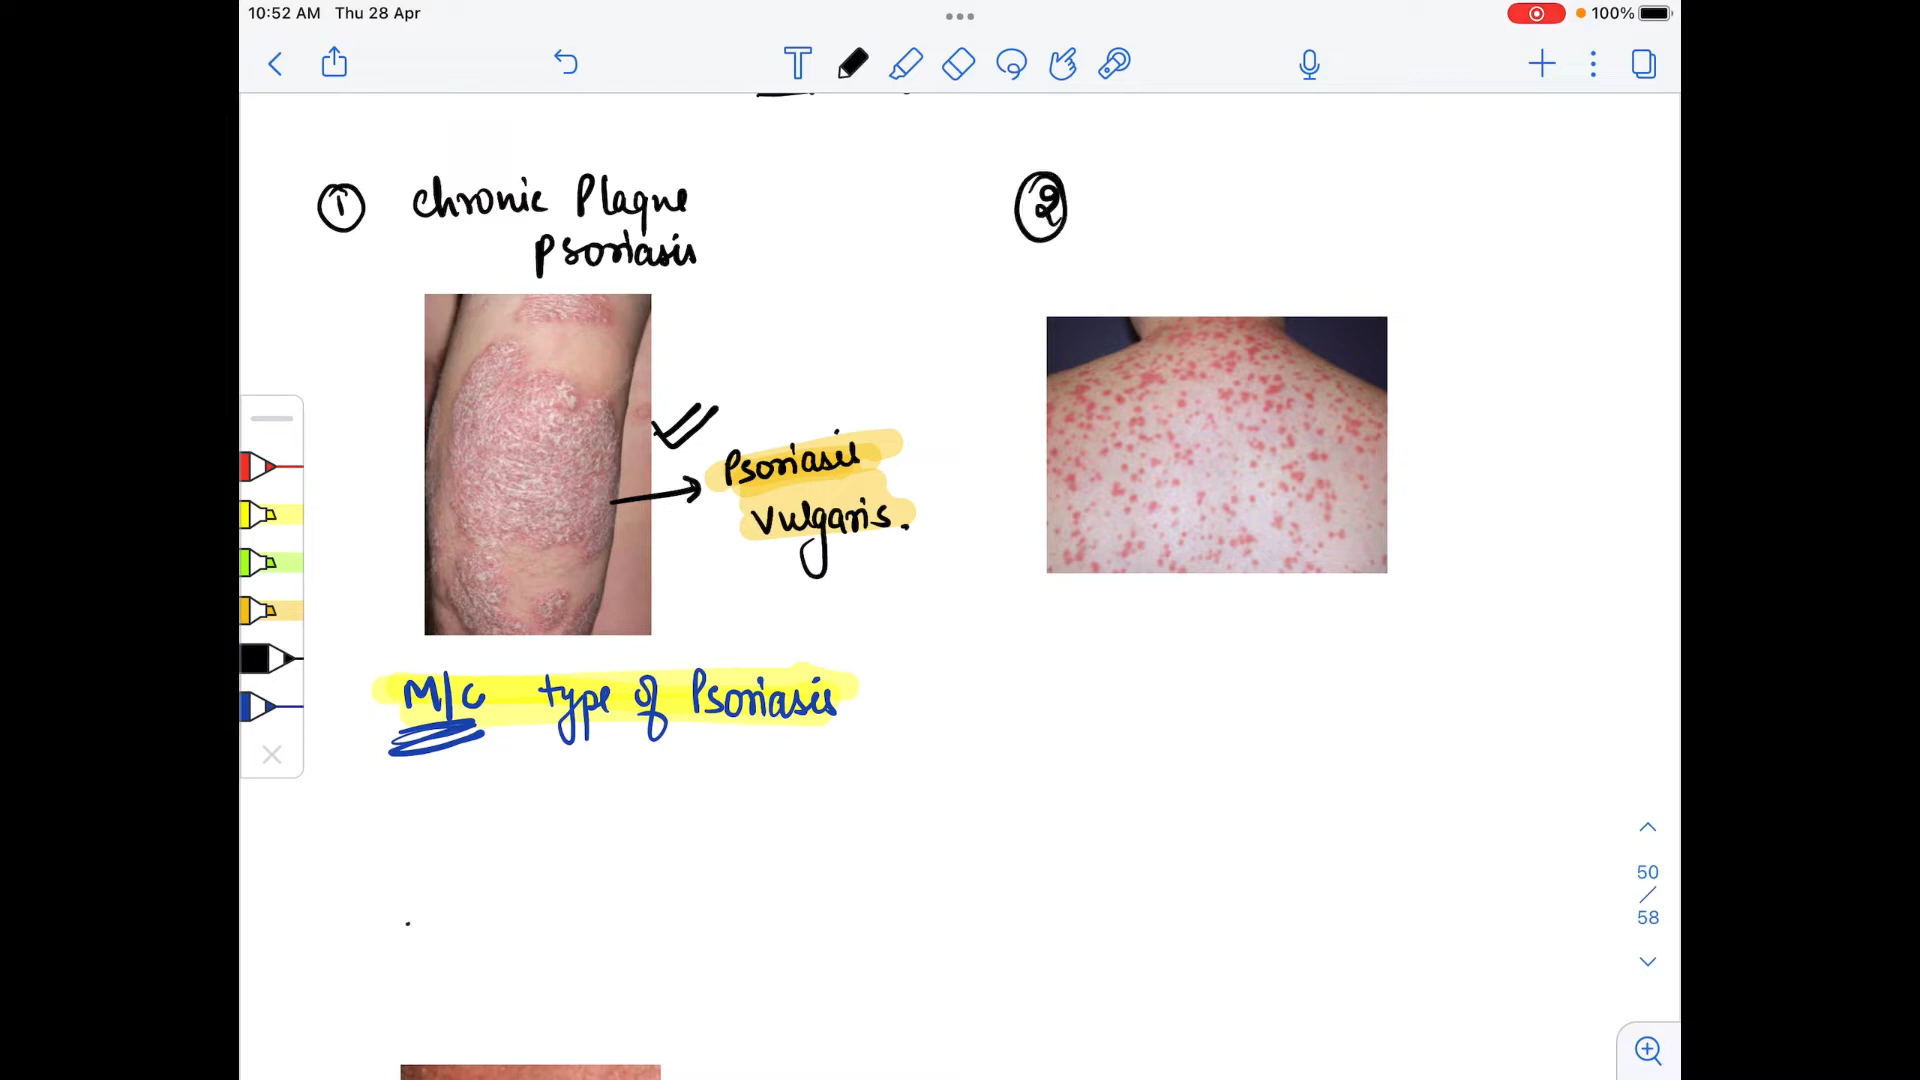 10:52 AM Thu 28 Apr
100%
T
1 chronic Plaque
psoriasis
2
Psoriasis
vulgaris.
M/C type of Psoriasis
50
/
58